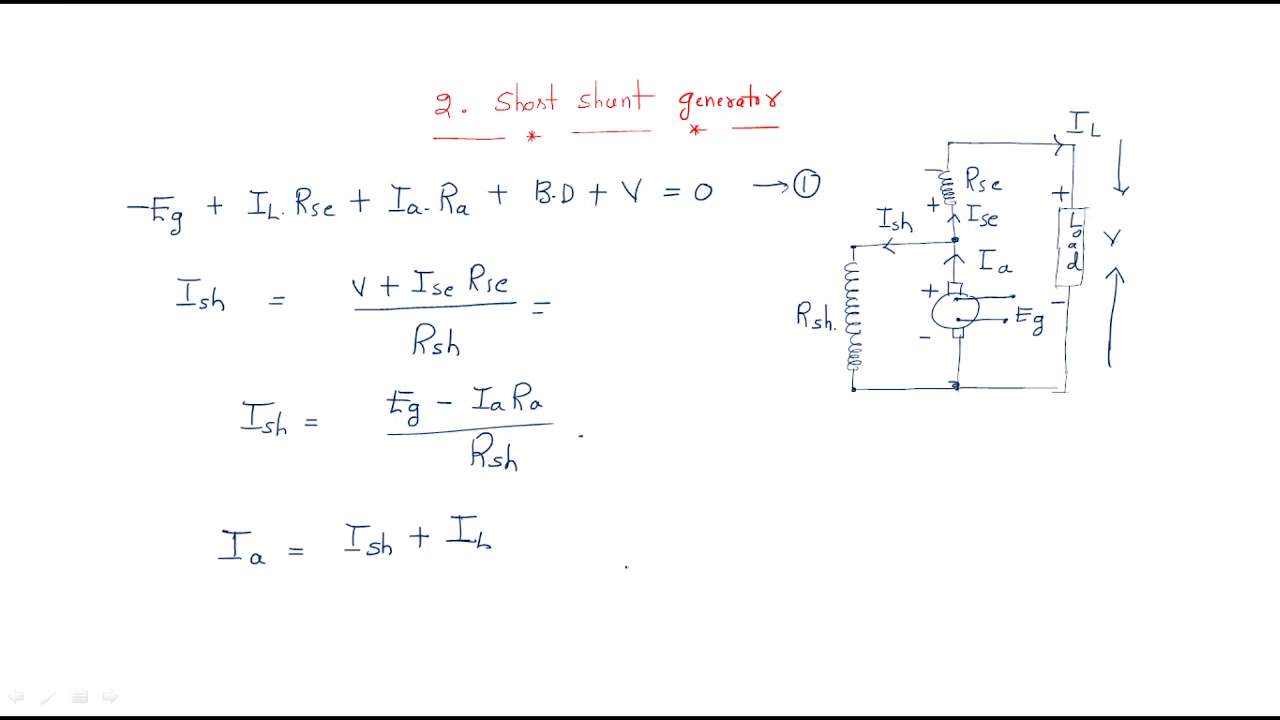 2. Short shunt generator
-Eg + IL. Rse + Ia. Ra + B.D + V = 0 → ①
Ish = V + Ise Rse / Rsh =
Ish = Eg - Ia Ra / Rsh .
Ia = Ish + IL
IL
Rse
+
-
Ise
Ish
Ia
Rsh.
+
-
Eg
+
Load
-
V